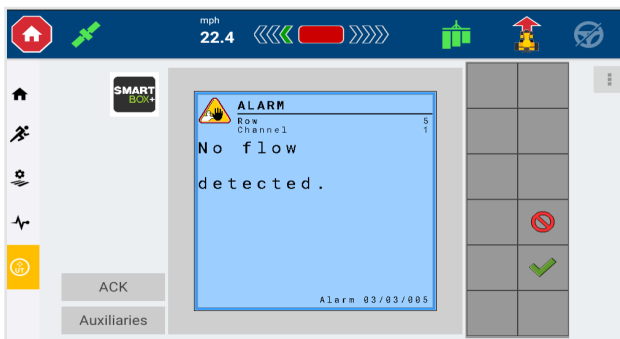 mph
22.4
SMART
BOX+
ALARM
Row 5
Channel 1
No flow
detected.
UT
ACK
Alarm 03/03/005
Auxiliaries